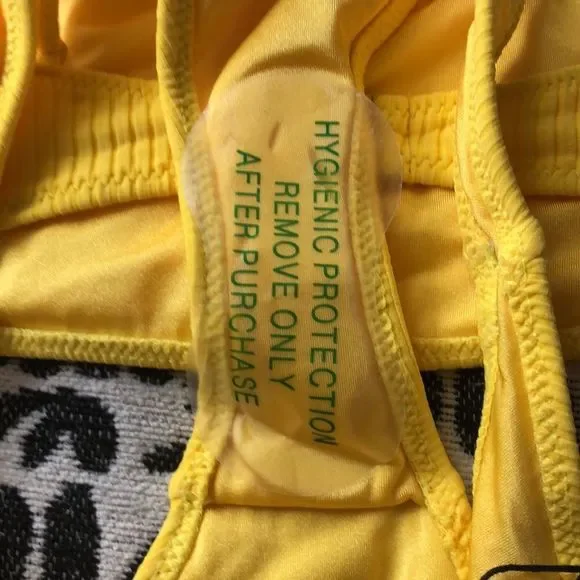 HYGIENIC PROTECTION
REMOVE ONLY
AFTER PURCHASE